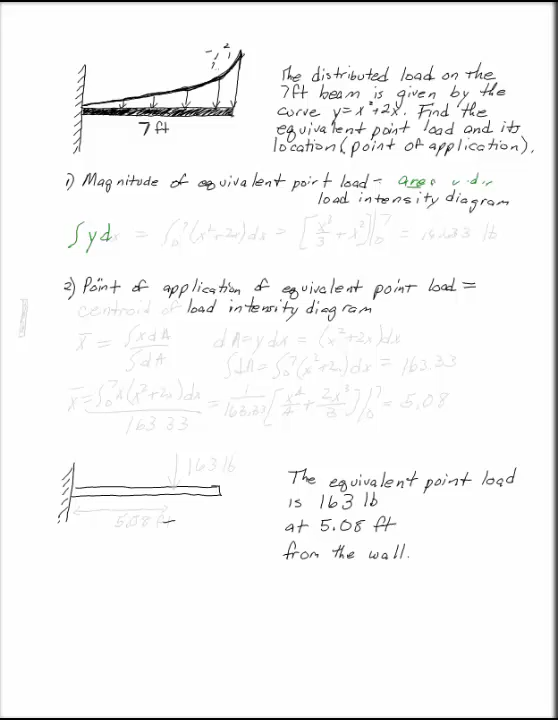 The distributed load on the
7ft beam is given by the
curve y=x²+2x. Find the
equivalent point load and its
location (point of application).
7 ft
1) Magnitude of equivalent point load = area under
load intensity diagram
∫ydx = ∫₀⁷(x²+2x)dx = [x³/3 + x²]|₀⁷ = 163.33 lb
2) Point of application of equivalent point load =
centroid of load intensity diagram
x̄ = ∫xdA / ∫dA dA=ydx = (x²+2x)dx
∫dA = ∫₀⁷(x²+2x)dx = 163.33
x̄ = ∫₀⁷x(x²+2x)dx / 163.33 = 1/163.33 [x⁴/4 + 2x³/3]|₀⁷ = 5.08
163 lb
5.08 ft
The equivalent point load
is 163 lb
at 5.08 ft
from the wall.